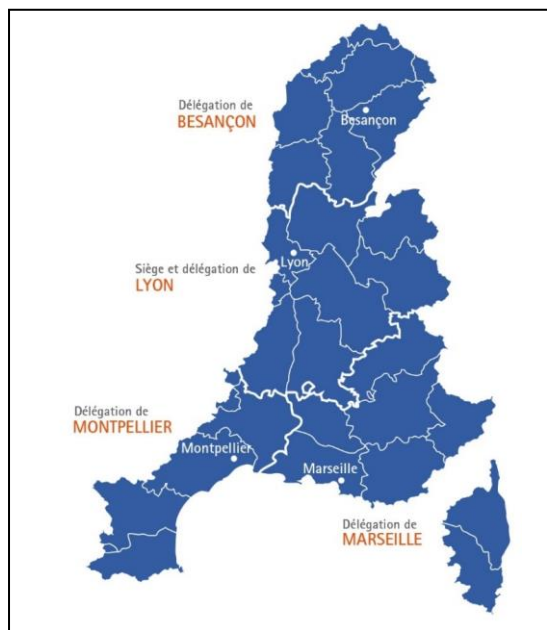 Délégation de
BESANÇON
Besançon
Siège et délégation de
LYON
Lyon
Délégation de
MONTPELLIER
Montpellier
Marseille
Délégation de
MARSEILLE